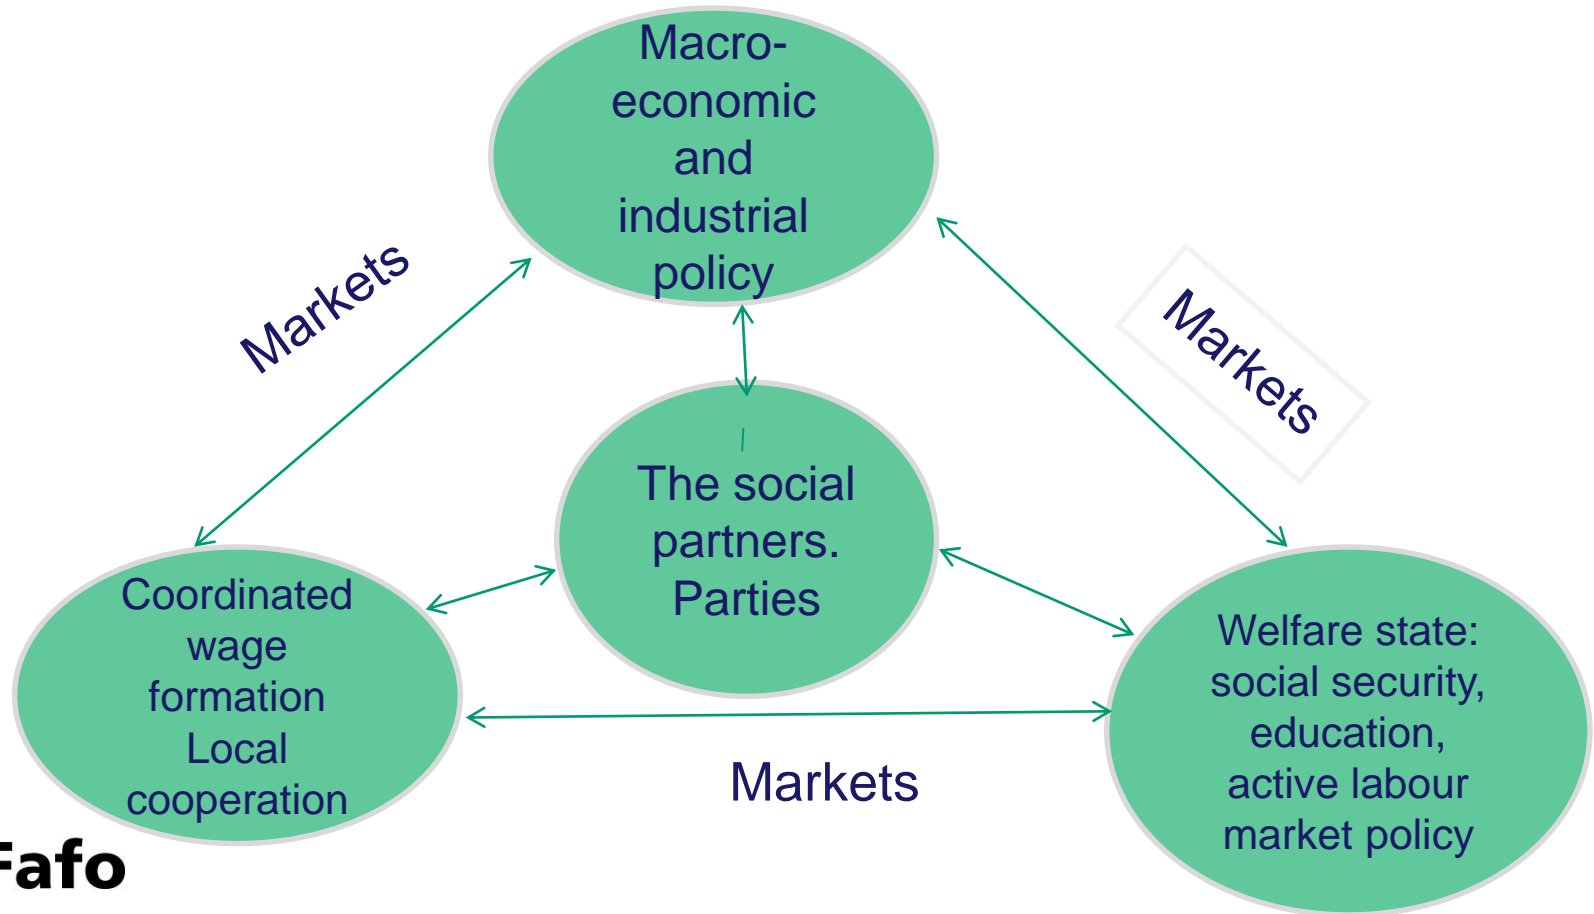 Macro-
economic
and
industrial
policy
Markets
Markets
The social
partners.
Parties
Coordinated
wage
formation
Local
cooperation
Welfare state:
social security,
education,
active labour
market policy
Markets
Fafo